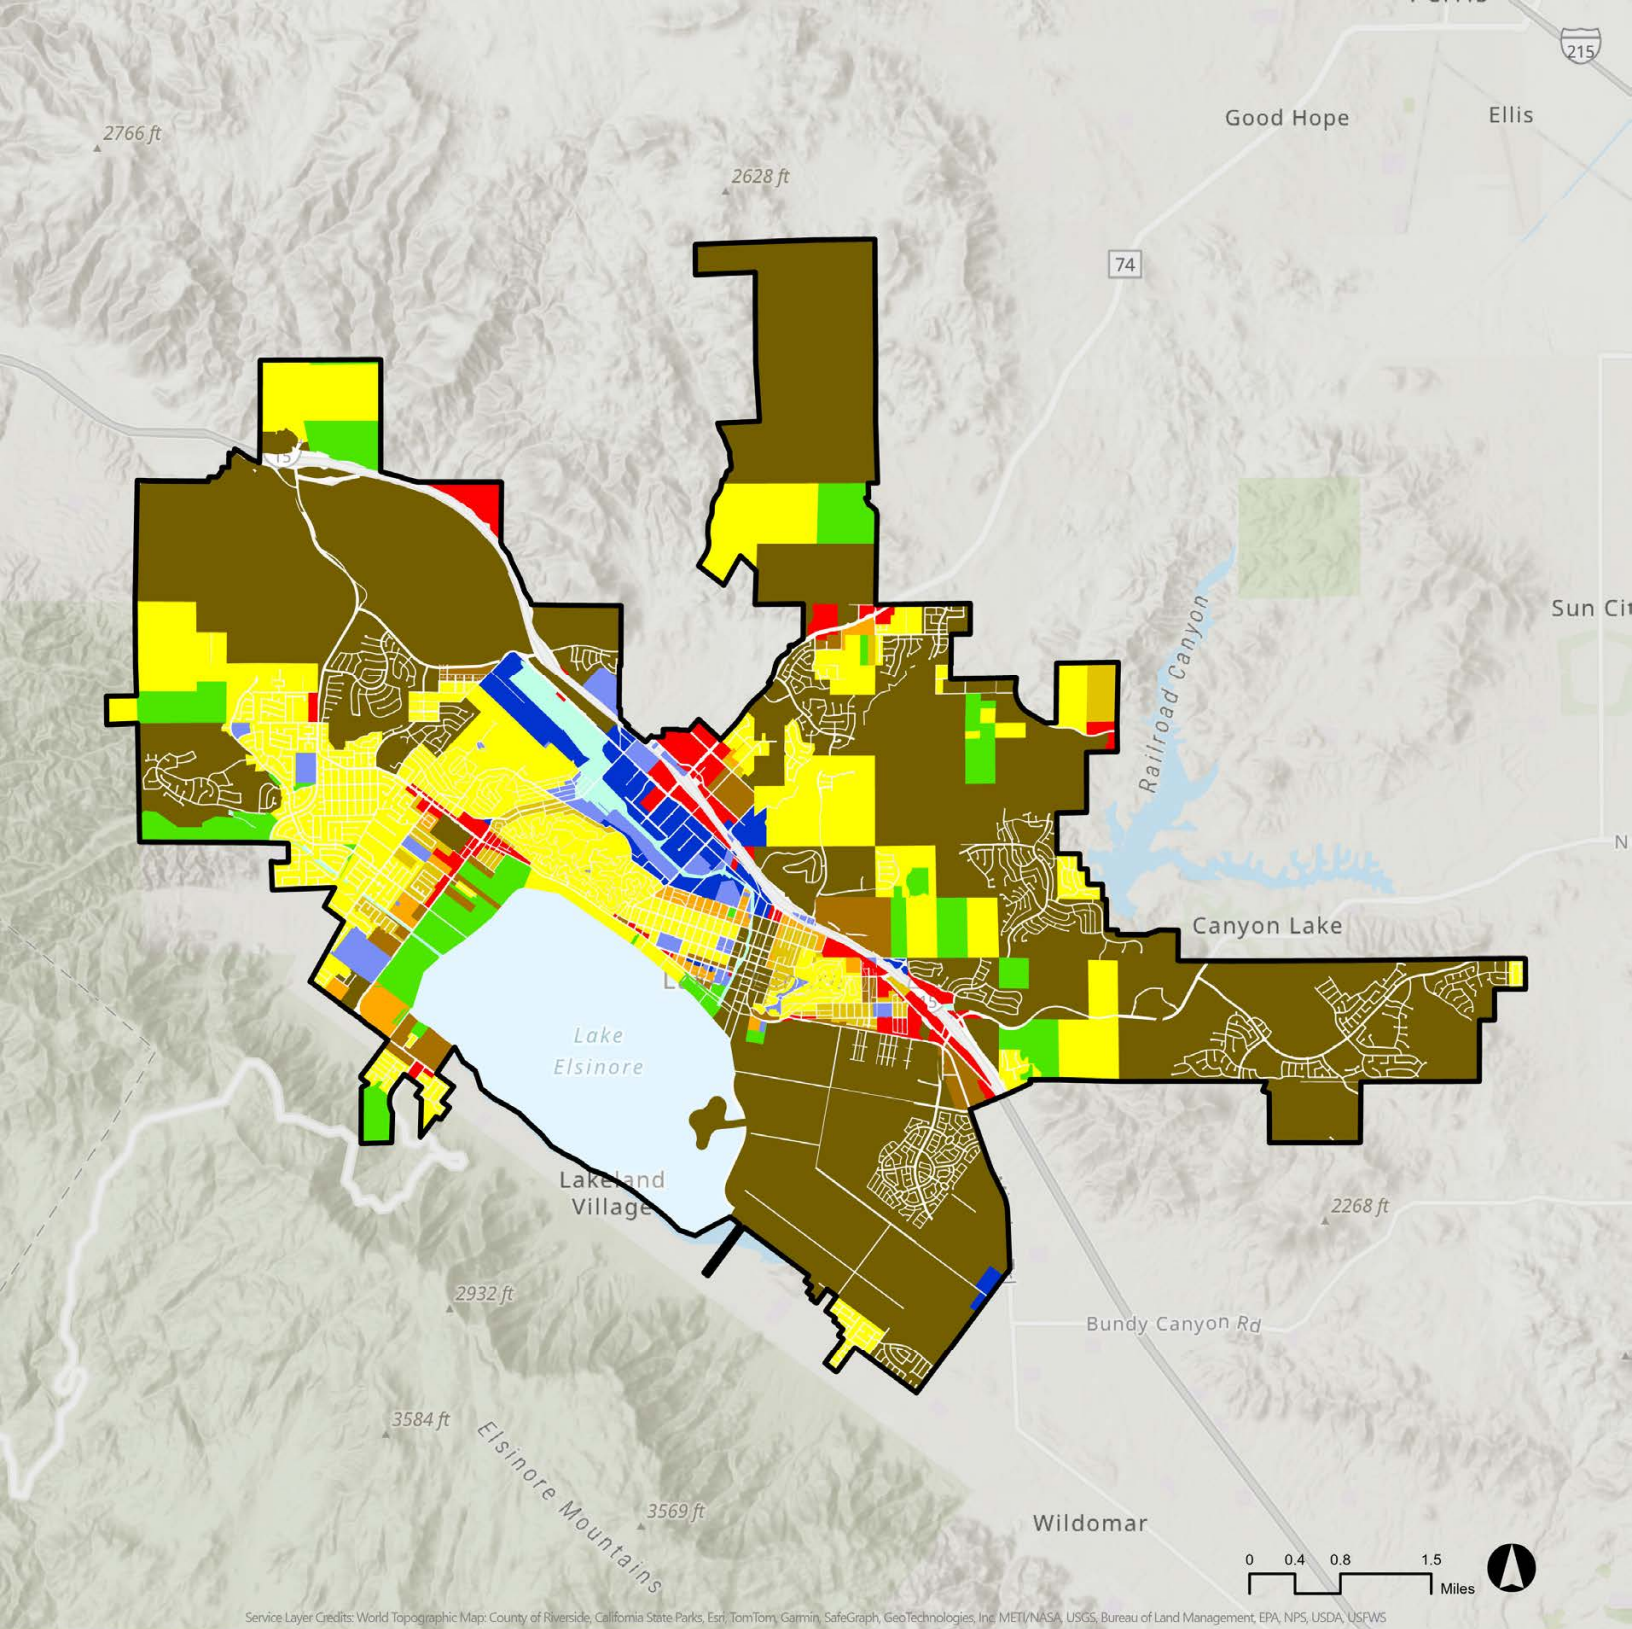 215
Good Hope
Ellis
2766 ft
2628 ft
74
15
Sun Cit
Railroad Canyon
N
Canyon Lake
15
Lake
Elsinore
Lakeland
Village
2268 ft
2932 ft
Bundy Canyon Rd
3584 ft
Elsinore Mountains
3569 ft
Wildomar
0 0.4 0.8 1.5
Miles
Service Layer Credits: World Topographic Map: County of Riverside, California State Parks, Esri, TomTom, Garmin, SafeGraph, GeoTechnologies, Inc, METI/NASA, USGS, Bureau of Land Management, EPA, NPS, USDA, USFWS